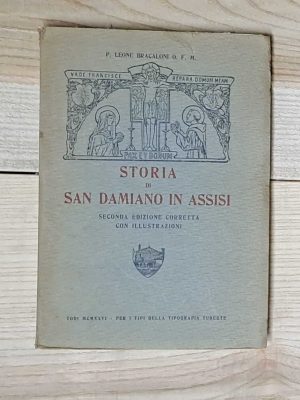 P. LEONE BRACALONI O. F. M.
VADE FRANCISCE
REPARA DOMUM MEAM
PAX ET BONUM
STORIA
DI
SAN DAMIANO IN ASSISI
SECONDA EDIZIONE CORRETTA
CON ILLUSTRAZIONI
TODI MCMXXVI - PER I TIPI DELLA TIPOGRAFIA TUDERTE